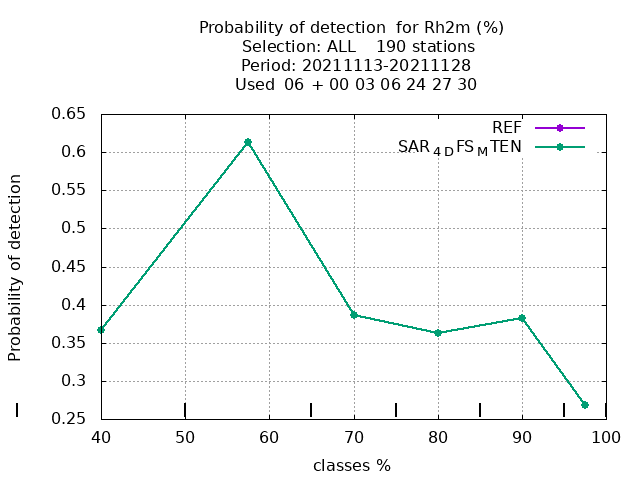 Probability of detection  for Rh2m (%)
Selection: ALL    190 stations
Period: 20211113-20211128
Used  06  + 00 03 06 24 27 30
REF
SAR4DFSMTEN
Probability of detection
0.65
0.6
0.55
0.5
0.45
0.4
0.35
0.3
0.25
40 50 60 70 80 90 100
classes %